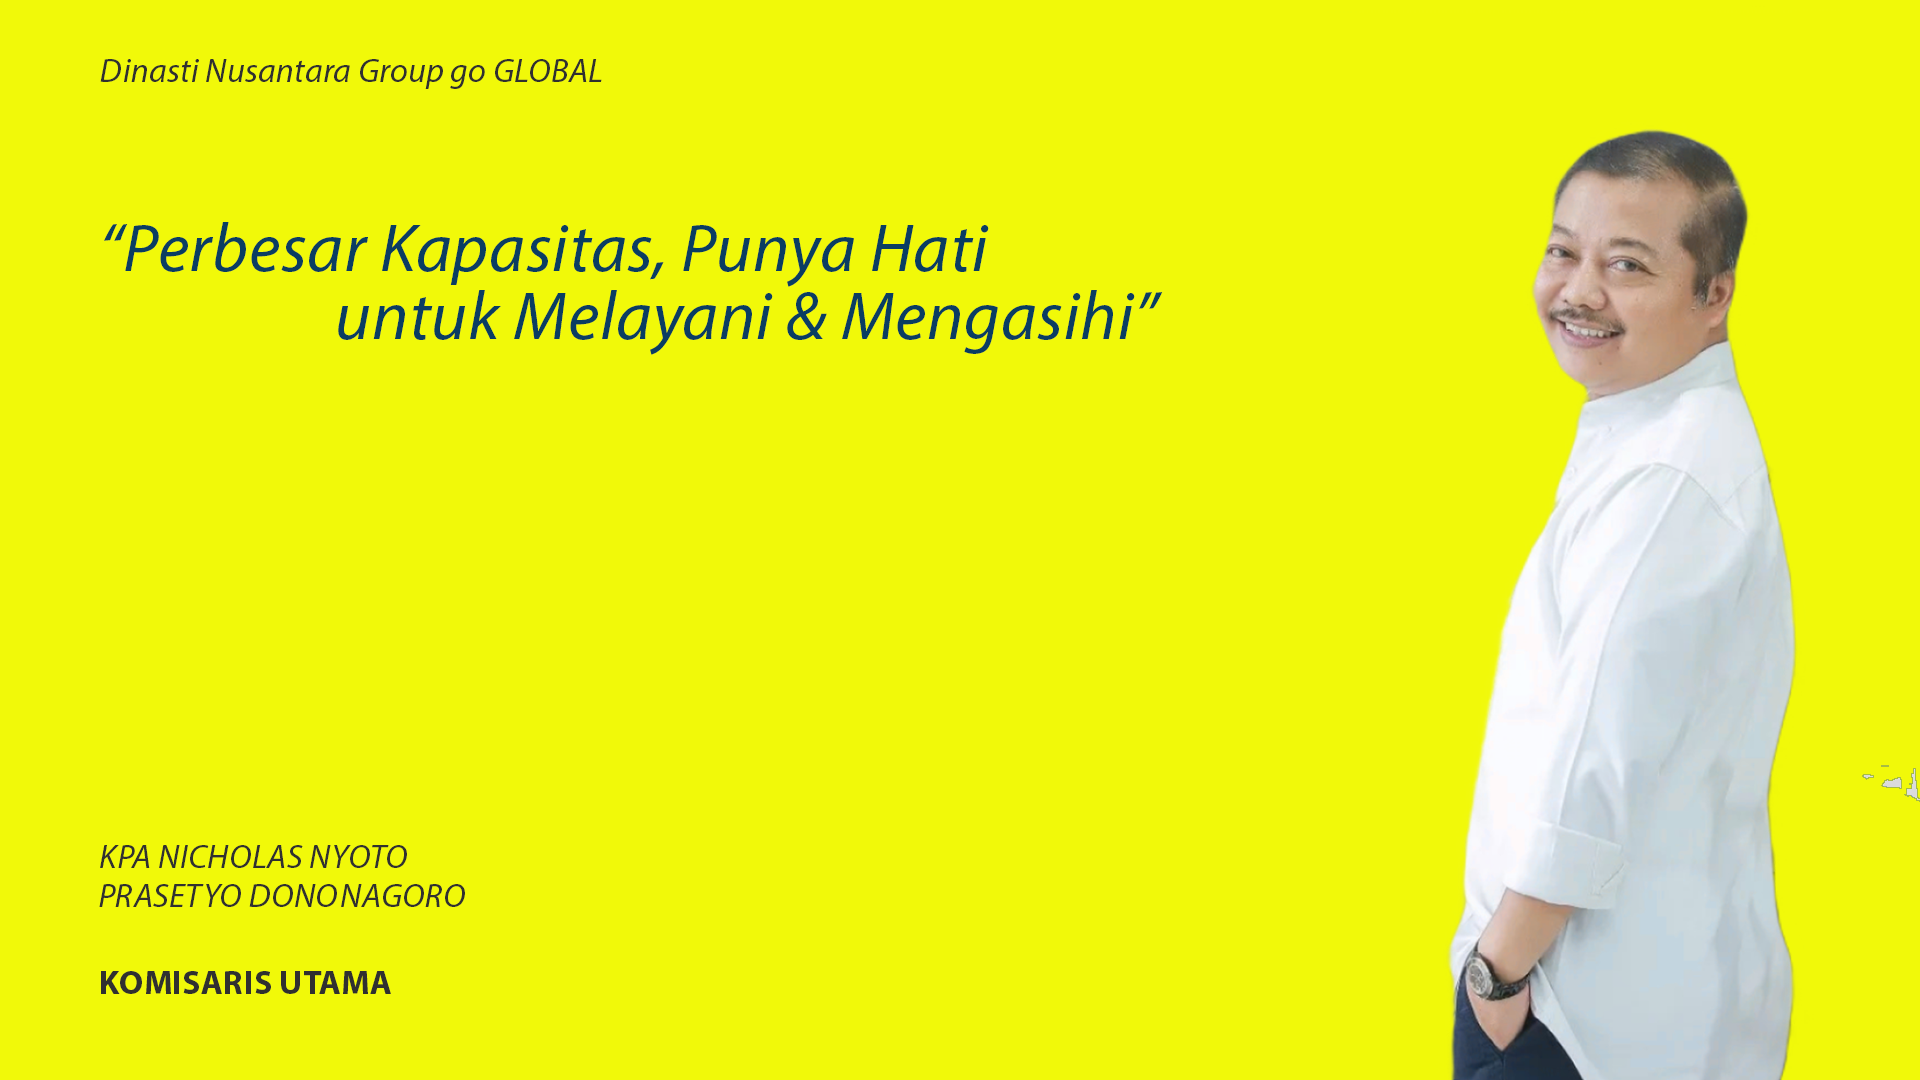 Dinasti Nusantara Group go GLOBAL
“Perbesar Kapasitas, Punya Hati
untuk Melayani & Mengasihi”
KPA NICHOLAS NYOTO
PRASETYO DONONAGORO
KOMISARIS UTAMA